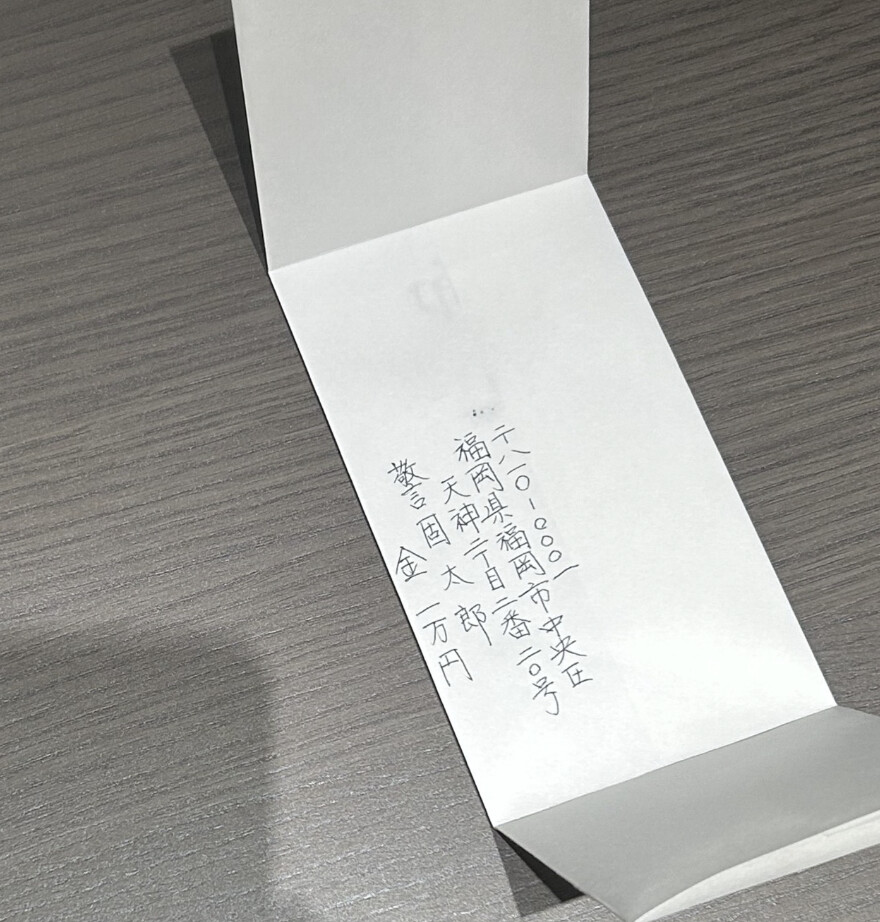 〒八一〇-〇〇〇一
福岡県福岡市中央区
天神二丁目二番二〇号
警固太郎
金一万円